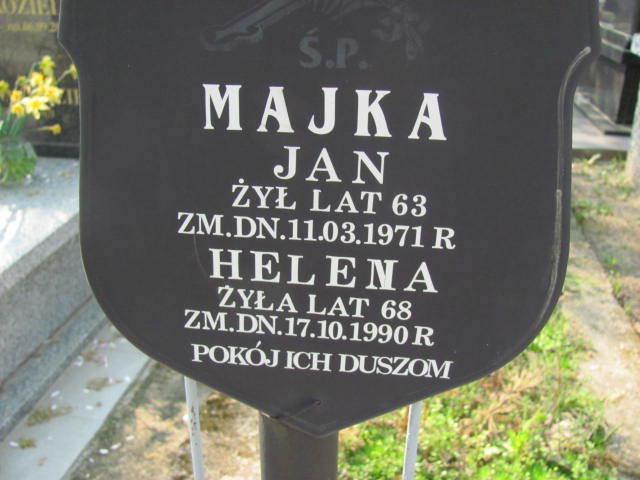 Ś.P.
MAJKA
JAN
ŻYŁ LAT 63
ZM.DN.11.03.1971 R
HELENA
ŻYŁA LAT 68
ZM.DN.17.10.1990 R
POKÓJ ICH DUSZOM